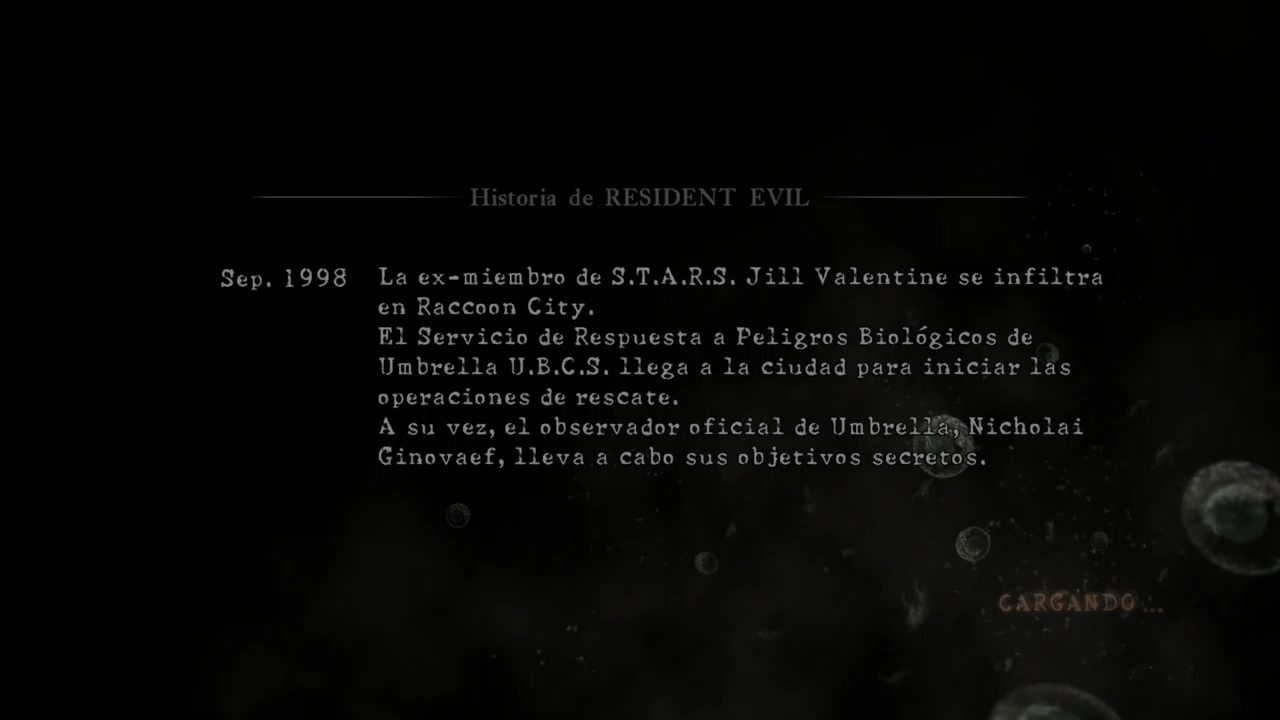 Historia de RESIDENT EVIL
Sep. 1998 La ex-miembro de S.T.A.R.S. Jill Valentine se infiltra
en Raccoon City.
El Servicio de Respuesta a Peligros Biológicos de
Umbrella U.B.C.S. llega a la ciudad para iniciar las
operaciones de rescate.
A su vez, el observador oficial de Umbrella, Nicholai
Ginovaef, lleva a cabo sus objetivos secretos.
CARGANDO...